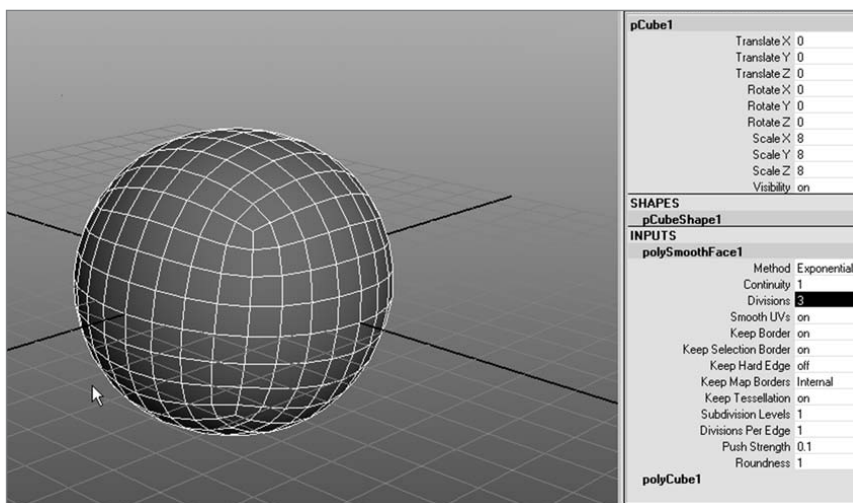 pCube1
Translate X 0
Translate Y 0
Translate Z 0
Rotate X 0
Rotate Y 0
Rotate Z 0
Scale X 8
Scale Y 8
Scale Z 8
Visibility on
SHAPES
pCubeShape1
INPUTS
polySmoothFace1
Method Exponential
Continuity 1
Divisions 3
Smooth UVs on
Keep Border on
Keep Selection Border on
Keep Hard Edge off
Keep Map Borders Internal
Keep Tessellation on
Subdivision Levels 1
Divisions Per Edge 1
Push Strength 0.1
Roundness 1
polyCube1